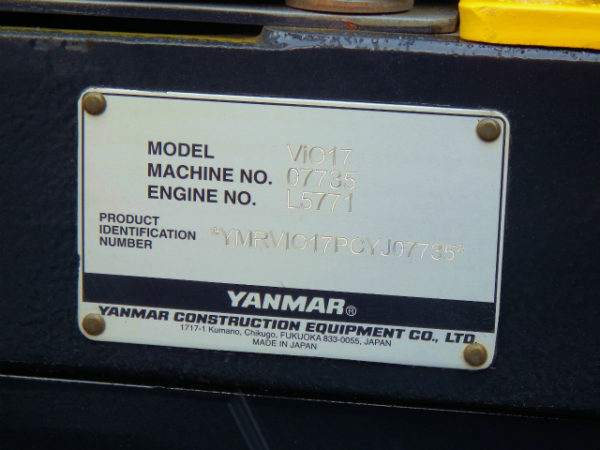 MODEL ViO17
MACHINE NO. 07735
ENGINE NO. L5771
PRODUCT
IDENTIFICATION
NUMBER
*YMRVIO17PCYJ07735*
YANMAR®
YANMAR CONSTRUCTION EQUIPMENT CO., LTD.
1717-1 Kumano, Chikugo, FUKUOKA 833-0055, JAPAN
MADE IN JAPAN